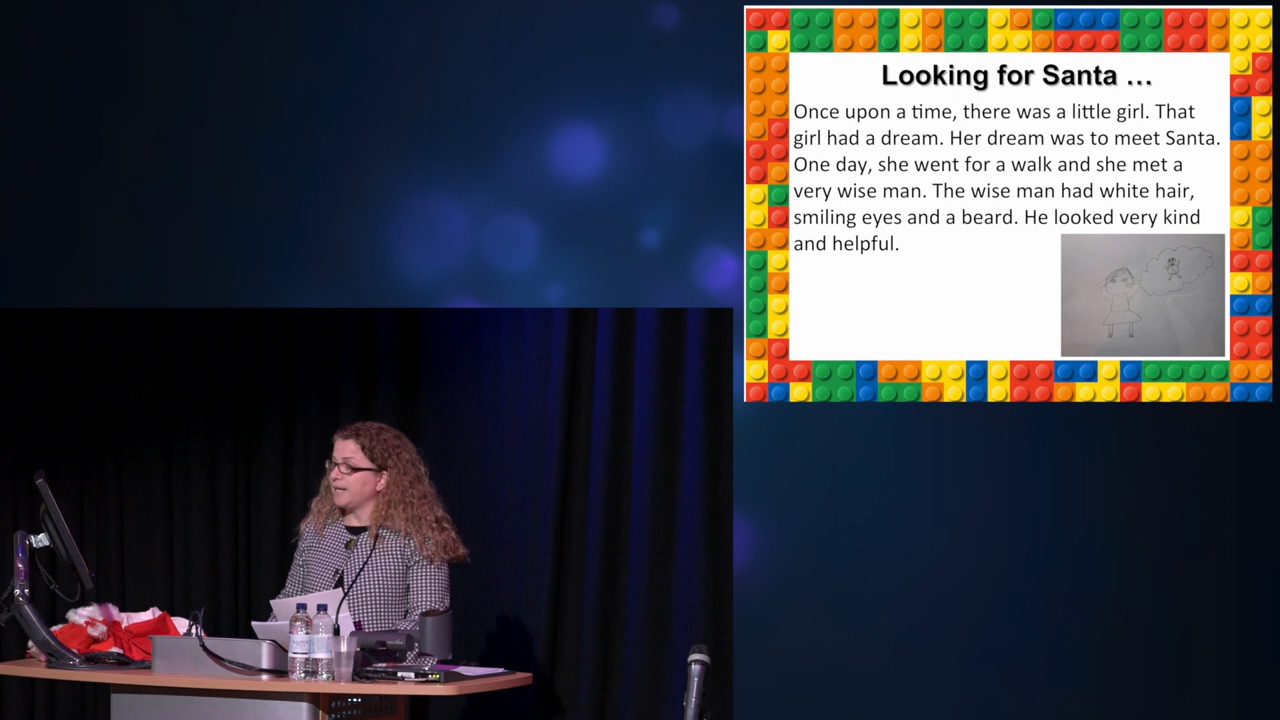 Looking for Santa …
Once upon a time, there was a little girl. That
girl had a dream. Her dream was to meet Santa.
One day, she went for a walk and she met a
very wise man. The wise man had white hair,
smiling eyes and a beard. He looked very kind
and helpful.